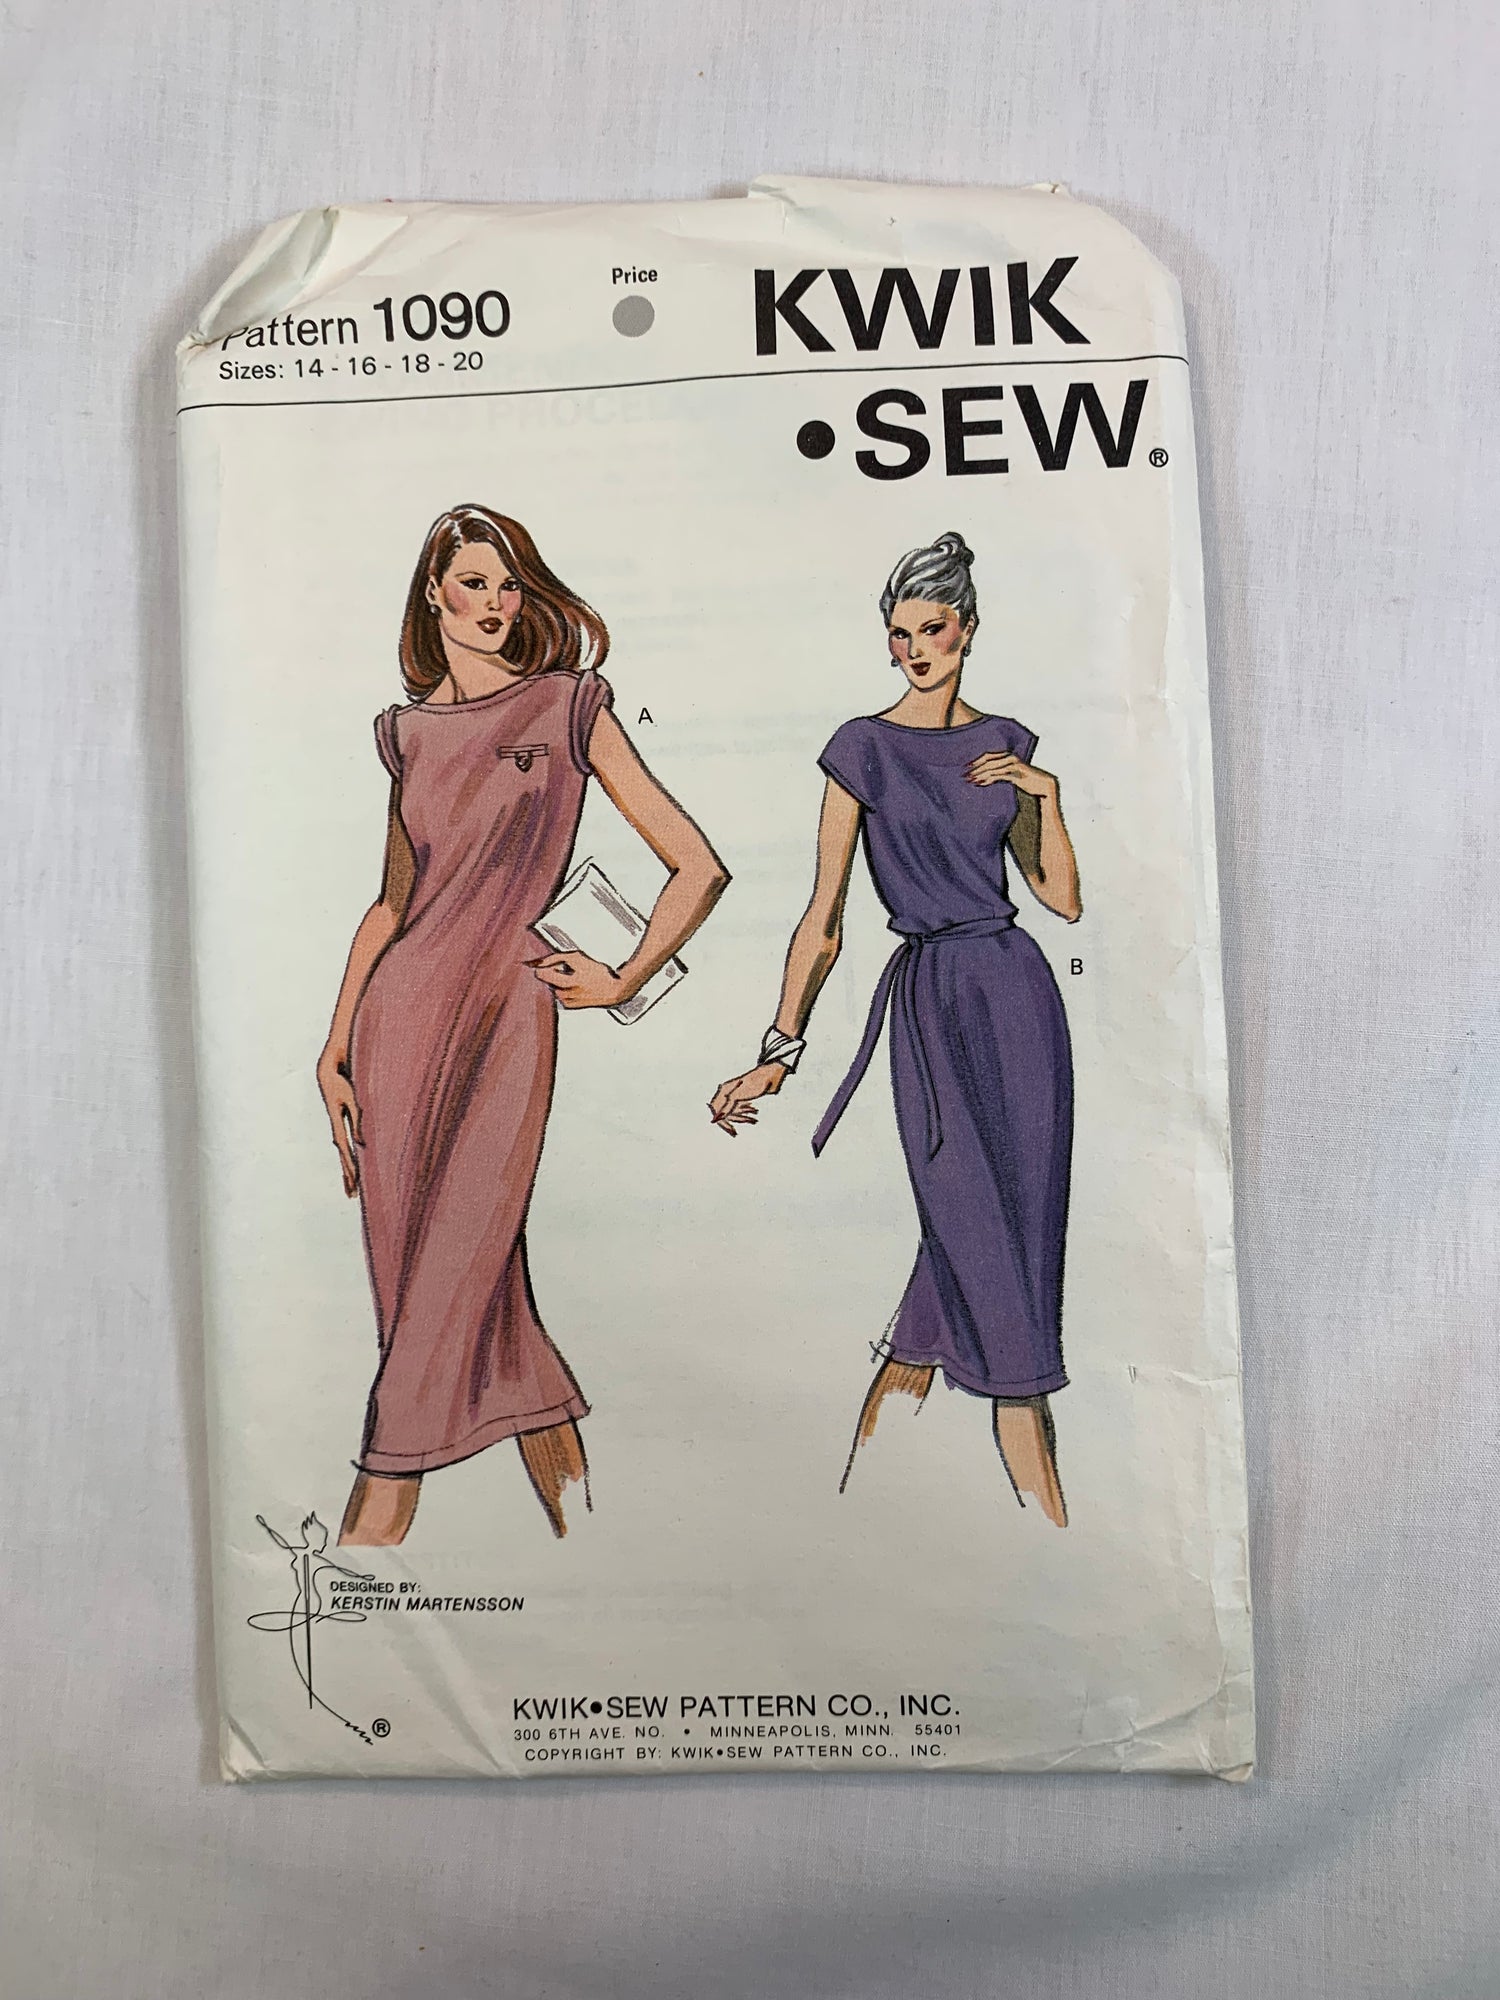 Pattern 1090
Sizes: 14 - 16 - 18 - 20
Price
KWIK
•SEW®
A
B
DESIGNED BY:
KERSTIN MARTENSSON
®
KWIK•SEW PATTERN CO., INC.
300 6TH AVE. NO. • MINNEAPOLIS, MINN. 55401
COPYRIGHT BY: KWIK•SEW PATTERN CO., INC.